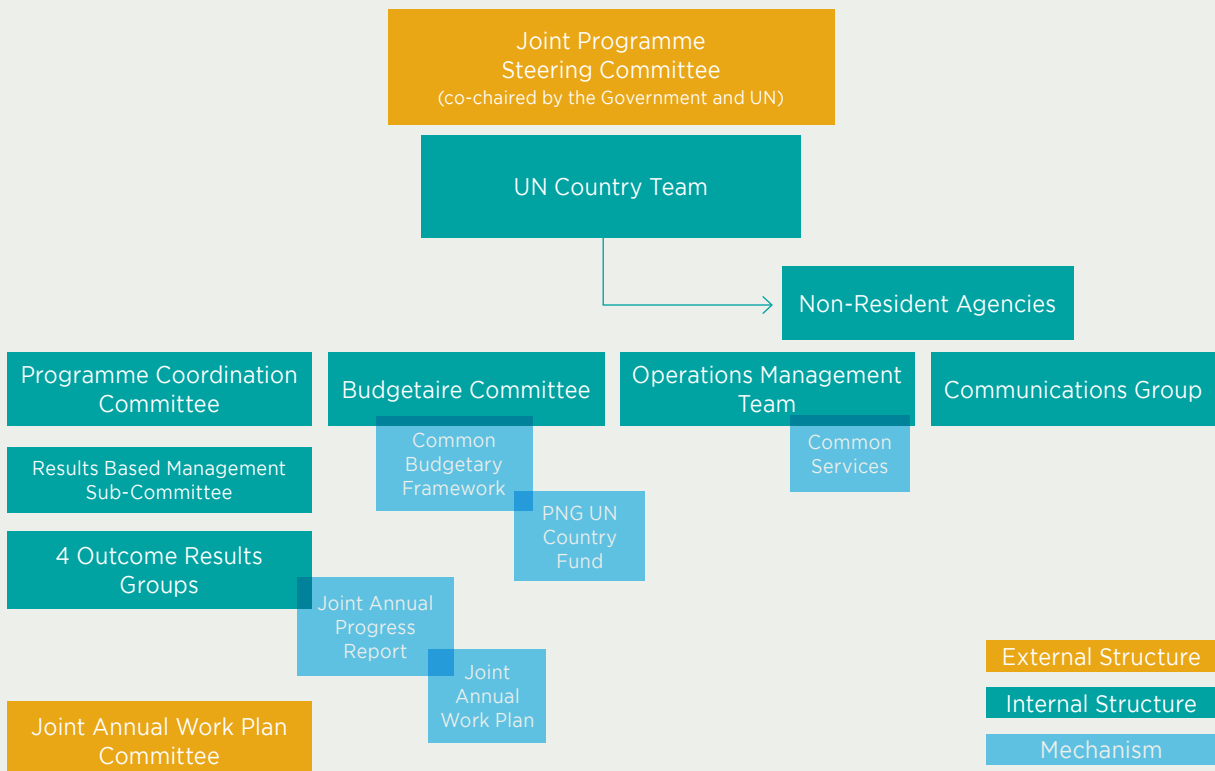 Joint Programme
Steering Committee
(co-chaired by the Government and UN)
UN Country Team
Non-Resident Agencies
Programme Coordination
Committee
Budgetaire Committee
Operations Management
Team
Communications Group
Common
Budgetary
Framework
Common
Services
Results Based Management
Sub-Committee
PNG UN
Country
Fund
4 Outcome Results
Groups
Joint Annual
Progress
Report
Joint
Annual
Work Plan
Joint Annual Work Plan
Committee
External Structure
Internal Structure
Mechanism